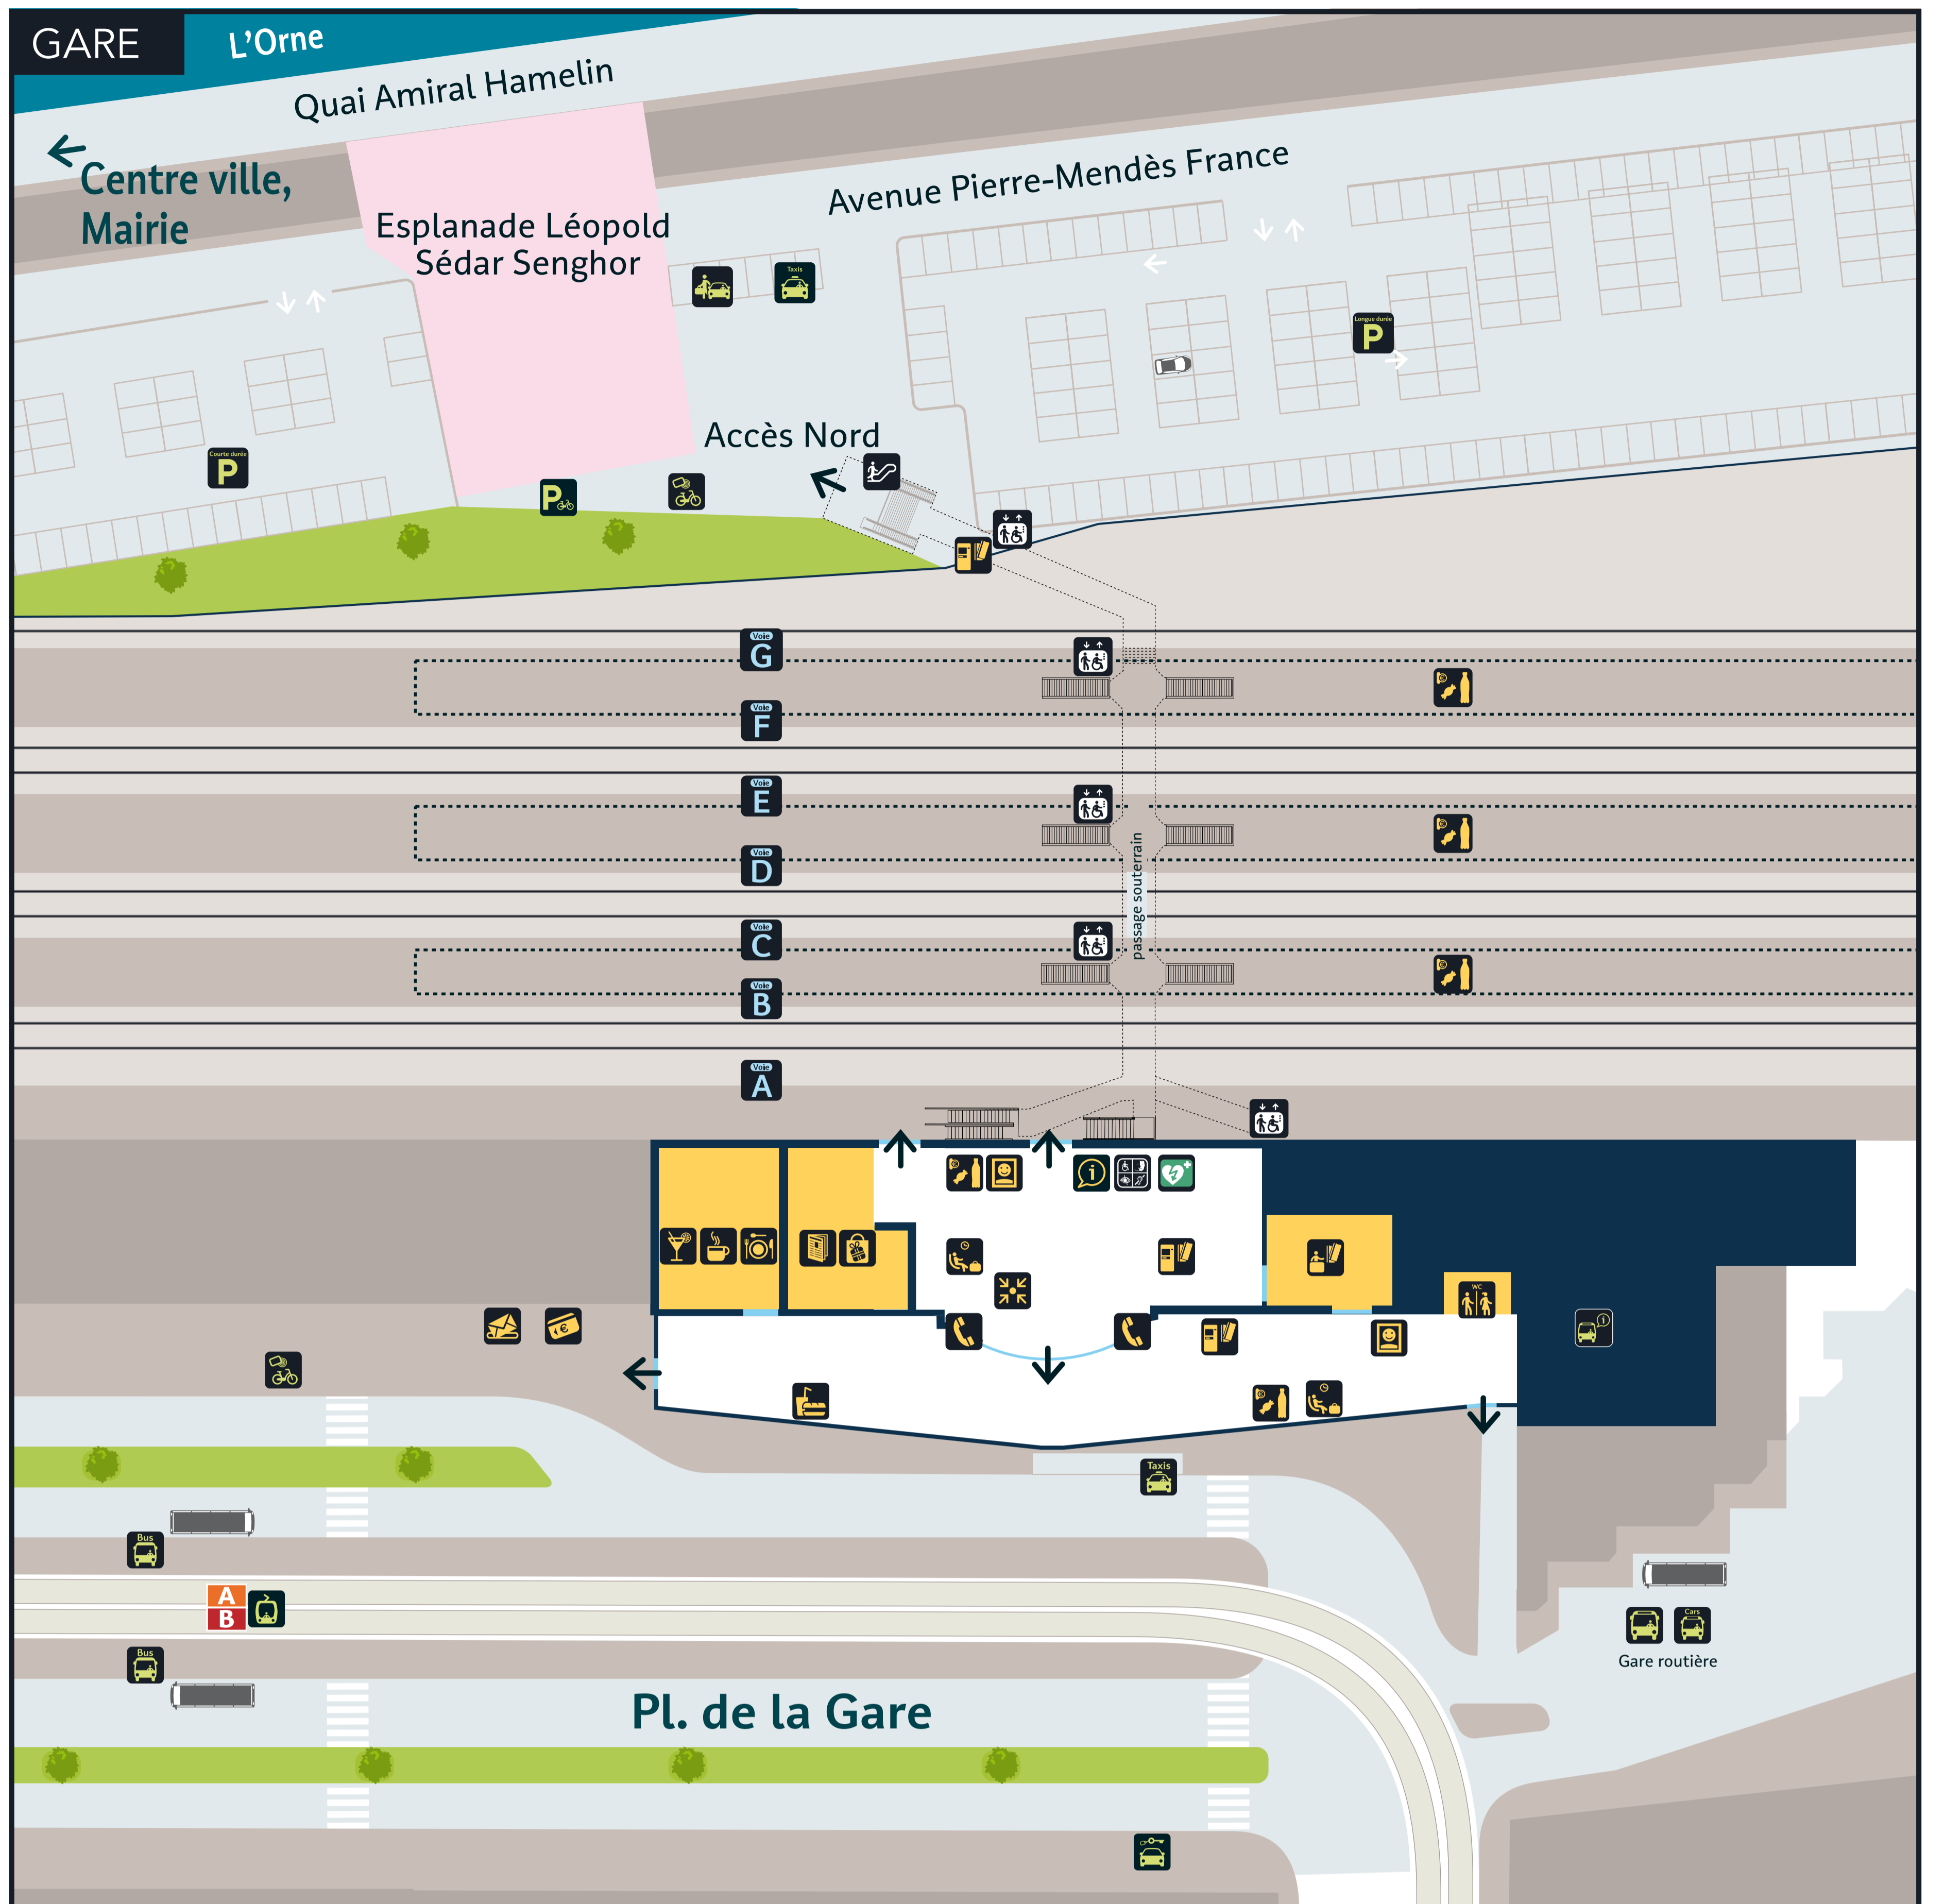 GARE
L'Orne
Quai Amiral Hamelin
Centre ville,
Mairie
Esplanade Léopold
Sédar Senghor
Avenue Pierre-Mendès France
Taxis
Longue durée
P
Accès Nord
Courte durée
P
P
Voie
G
Voie
F
Voie
E
Voie
D
passage souterrain
Voie
C
Voie
B
Voie
A
i
WC
€
i
Taxis
Bus
A
B
Bus
Cars
Gare routière
Pl. de la Gare